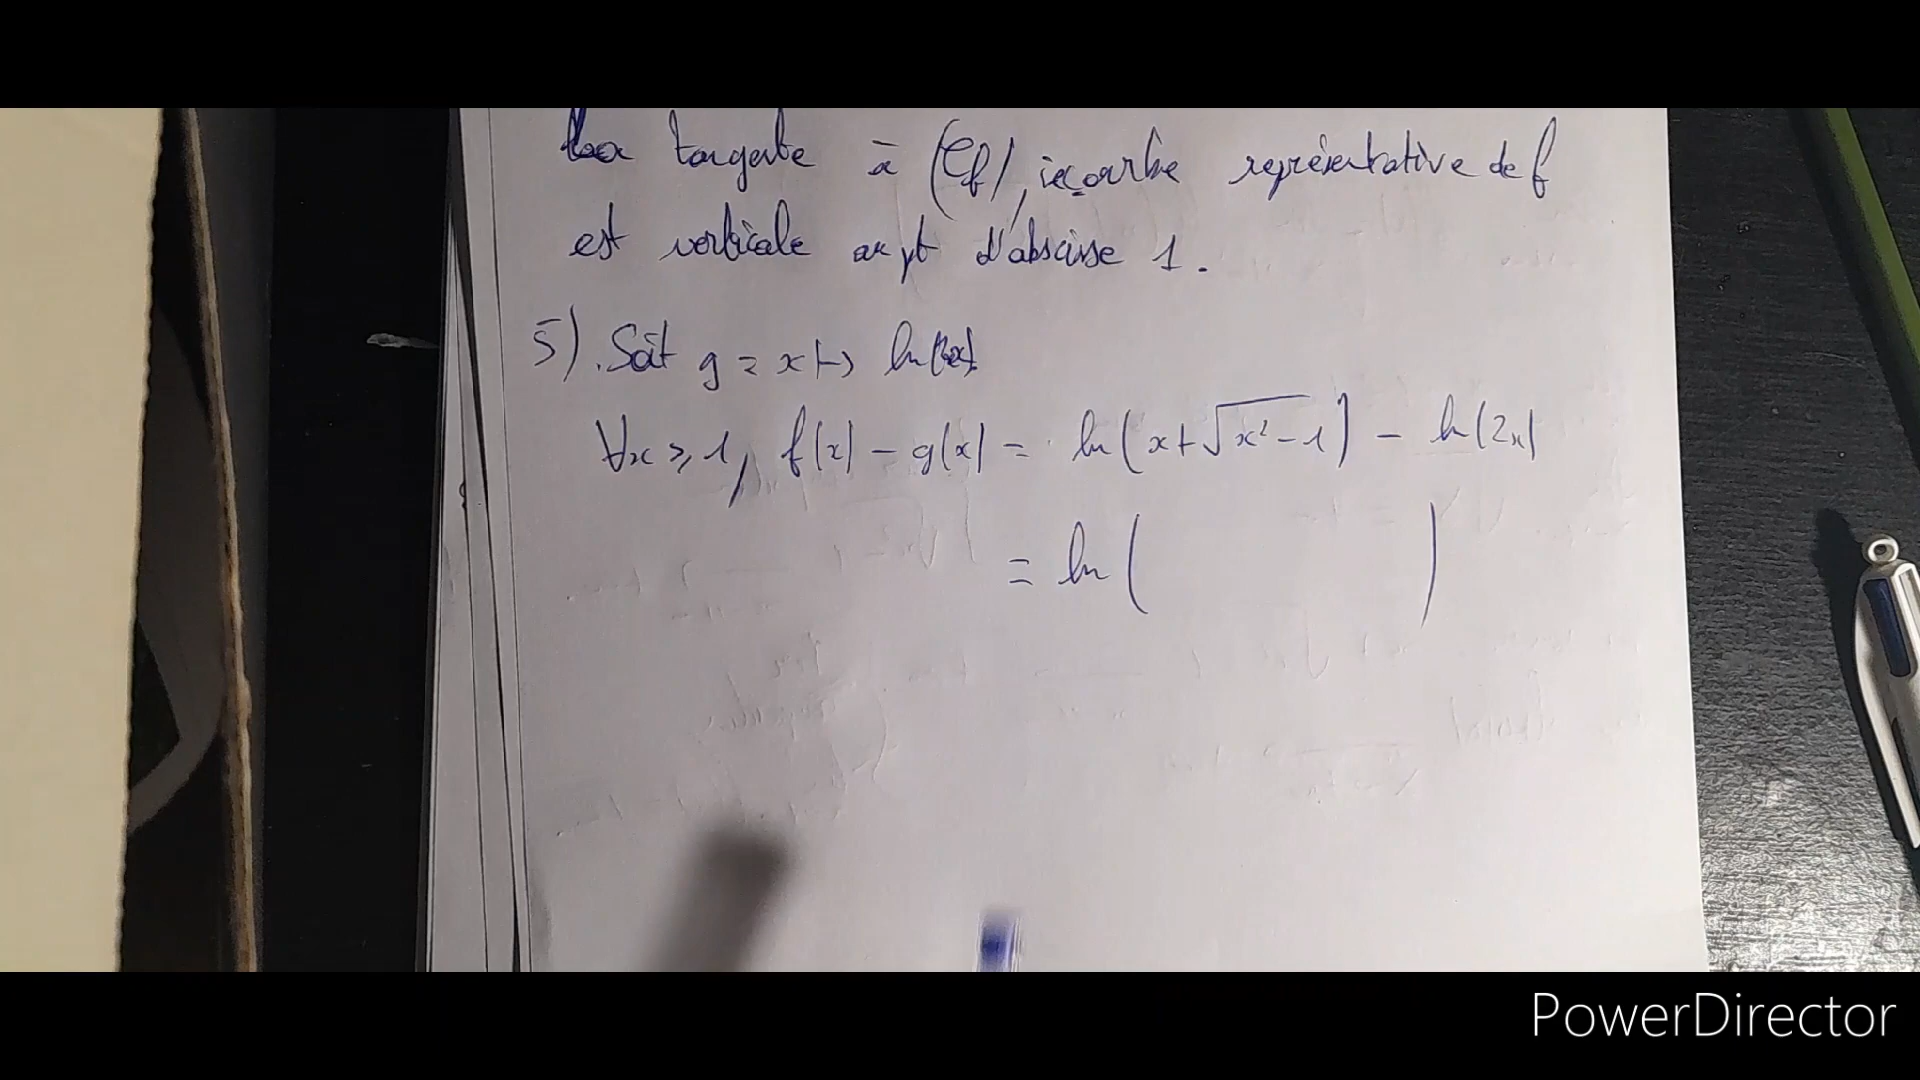 La tangente à (Cf), i.e. courbe représentative de f
est verticale au pt d'abscisse 1.
5). Soit g = x ↦ ln(2x).
∀x ≥ 1, f(x) - g(x) = ln(x + √x² - 1) - ln(2x)
= ln( )
PowerDirector